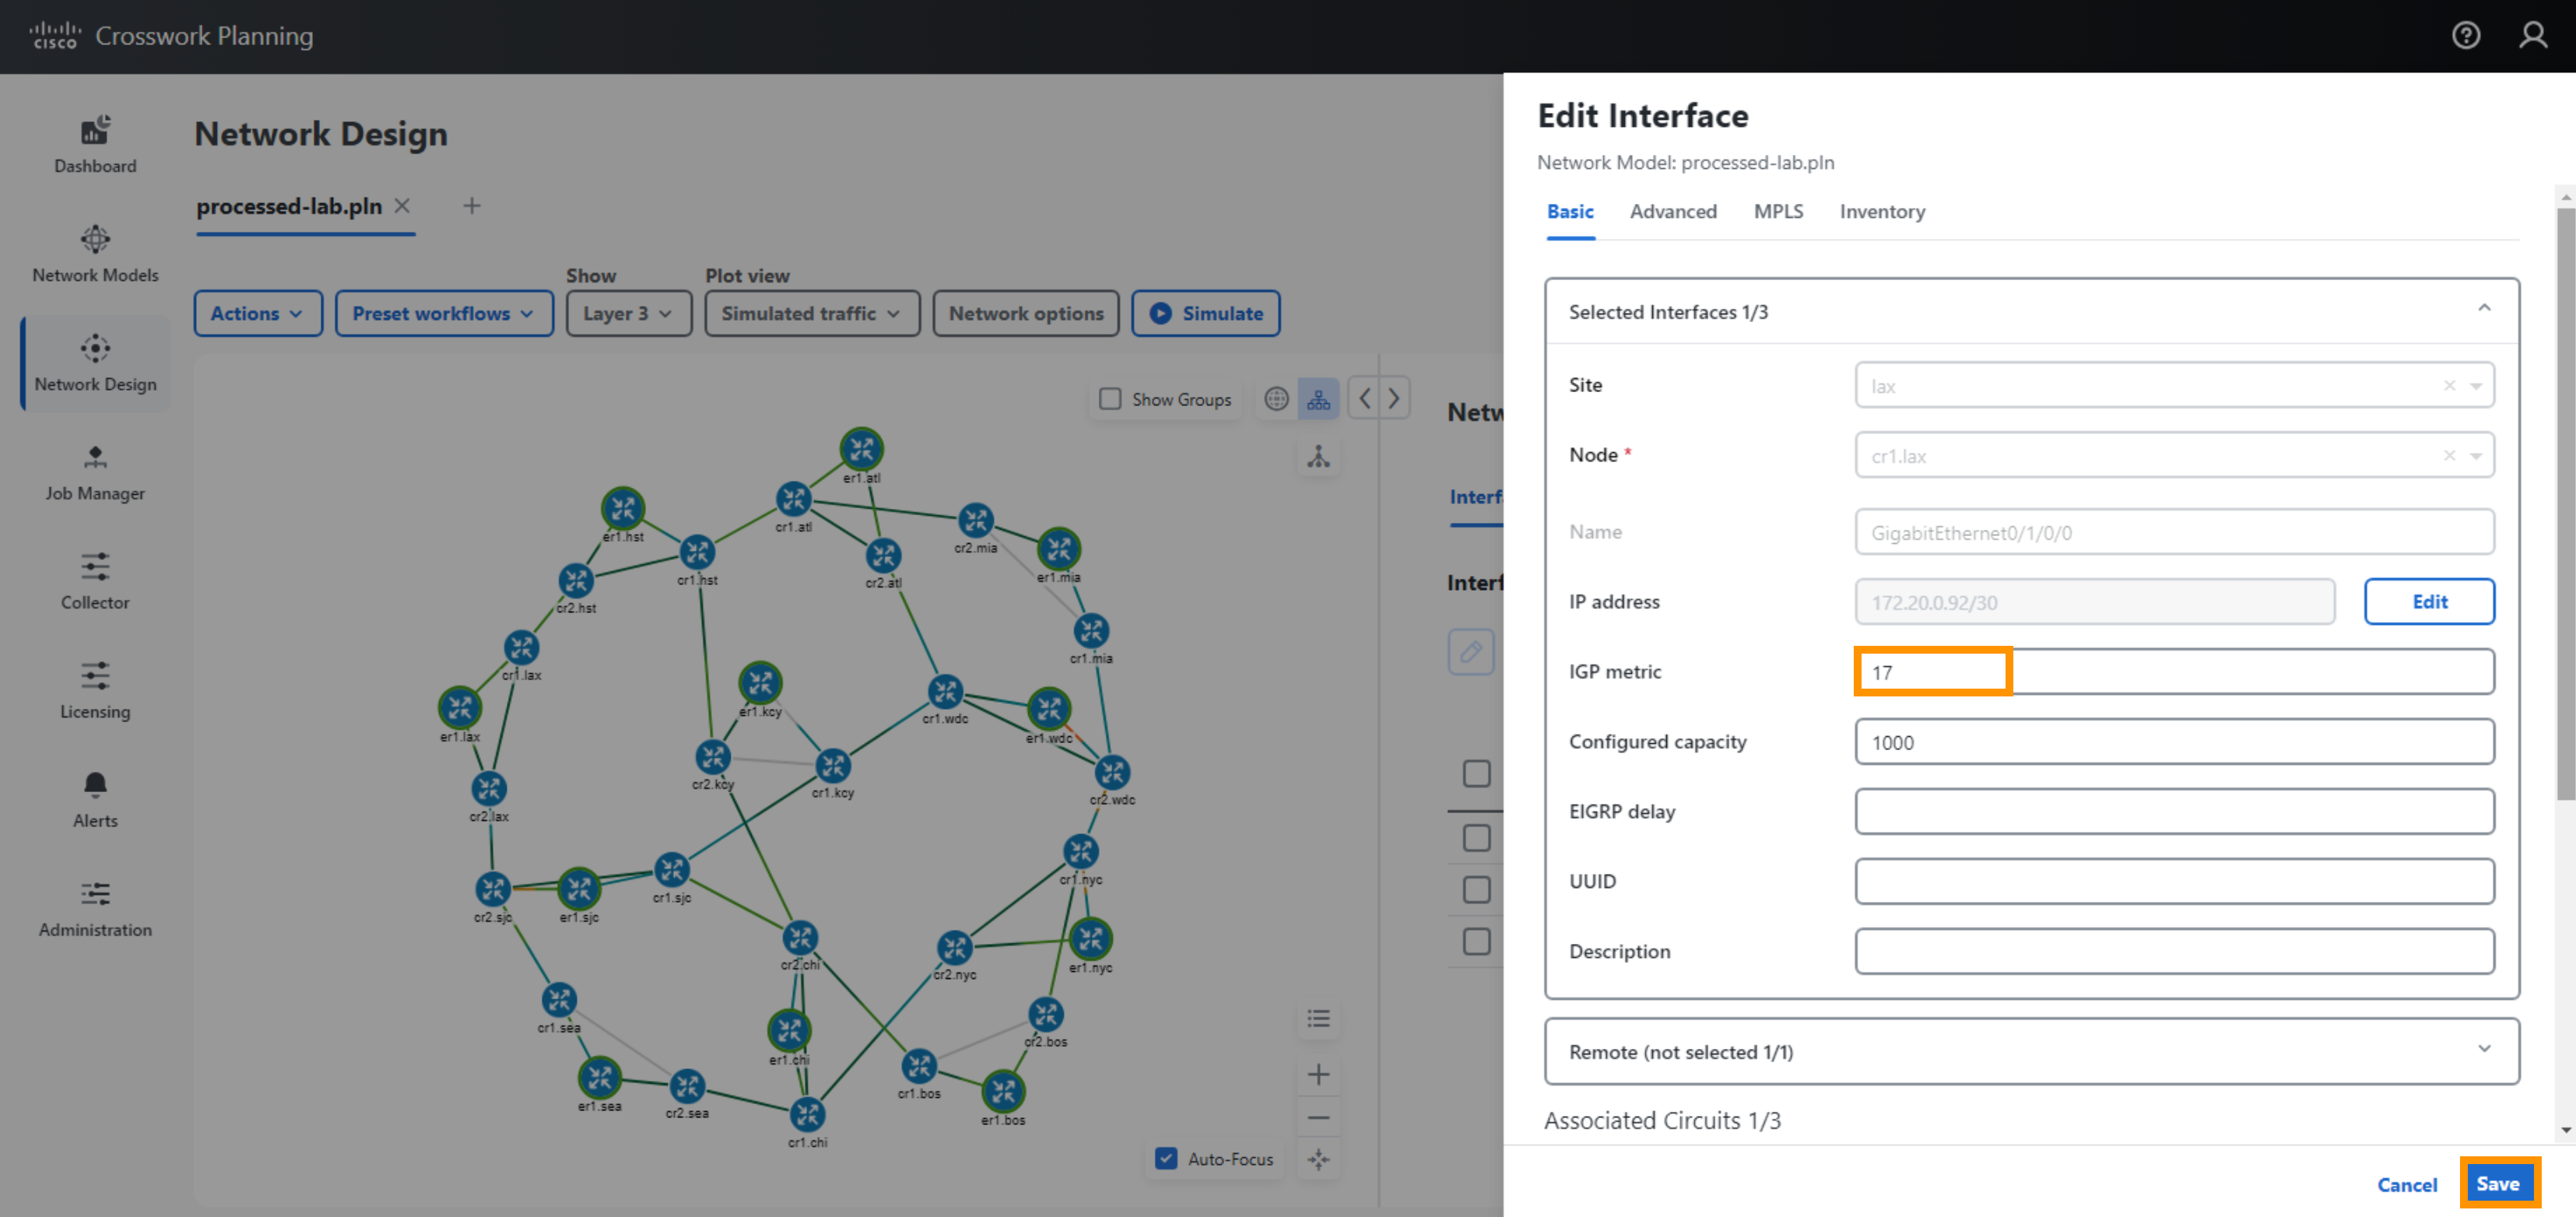 cisco Crosswork Planning
Dashboard
Network Models
Network Design
Job Manager
Collector
Licensing
Alerts
Administration
Network Design
processed-lab.pln
Show
Plot view
Actions
Preset workflows
Layer 3
Simulated traffic
Network options
Simulate
Show Groups
er1.atl
cr1.atl
er1.hst
cr2.mia
cr1.hst
cr2.atl
er1.mia
cr2.hst
cr1.mia
cr1.lax
er1.kcy
cr1.wdc
er1.lax
er1.wdc
cr2.kcy
cr1.kcy
cr2.wdc
cr2.lax
cr1.nyc
cr1.sjc
cr2.sjc
er1.sjc
cr2.chi
cr2.nyc
er1.nyc
cr1.sea
cr2.bos
er1.chi
cr1.bos
er1.sea
cr2.sea
er1.bos
cr1.chi
Auto-Focus
Netw
Interf
Interf
Edit Interface
Network Model: processed-lab.pln
Basic
Advanced
MPLS
Inventory
Selected Interfaces 1/3
Site
lax
Node *
cr1.lax
Name
GigabitEthernet0/1/0/0
IP address
172.20.0.92/30
Edit
IGP metric
17
Configured capacity
1000
EIGRP delay
UUID
Description
Remote (not selected 1/1)
Associated Circuits 1/3
Cancel
Save